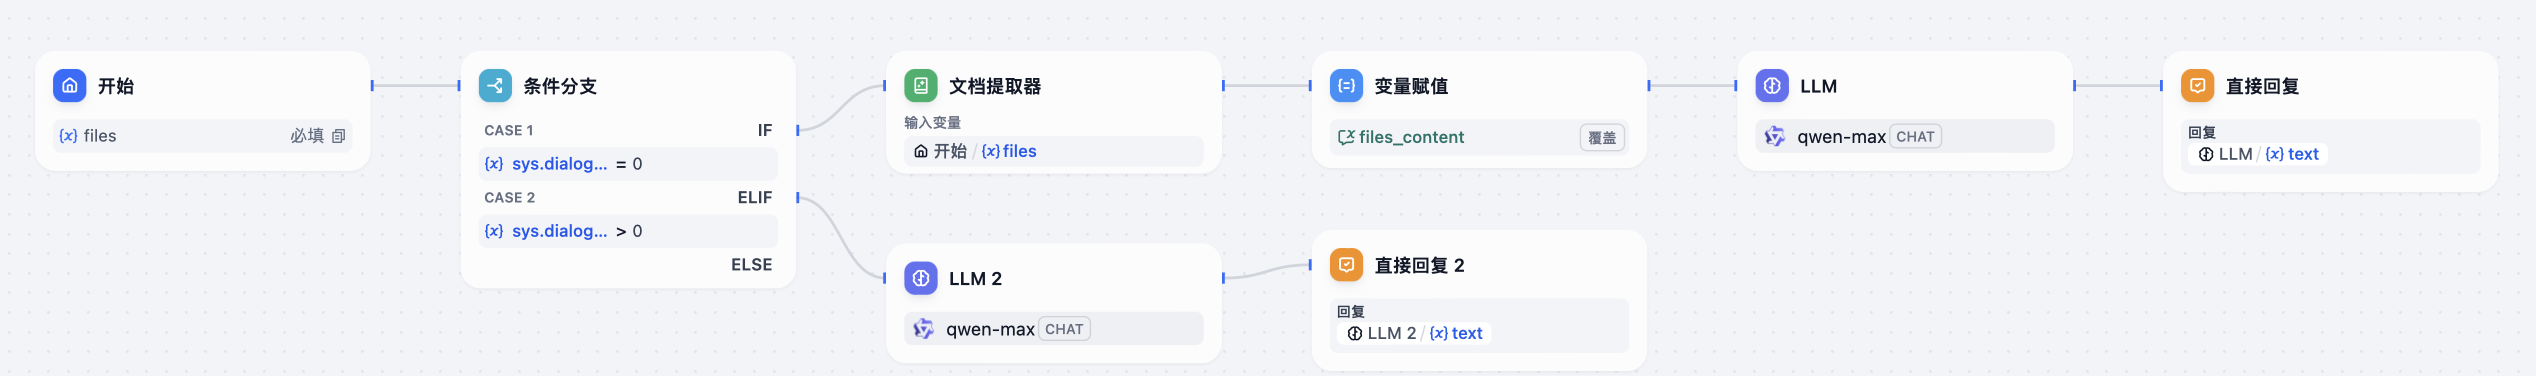 开始
{x} files 必填
条件分支
CASE 1 IF
{x} sys.dialog... = 0
CASE 2 ELIF
{x} sys.dialog... > 0
ELSE
文档提取器
输入变量
开始 / {x} files
变量赋值
files_content 覆盖
LLM
qwen-max CHAT
直接回复
回复
LLM / {x} text
LLM 2
qwen-max CHAT
直接回复 2
回复
LLM 2 / {x} text